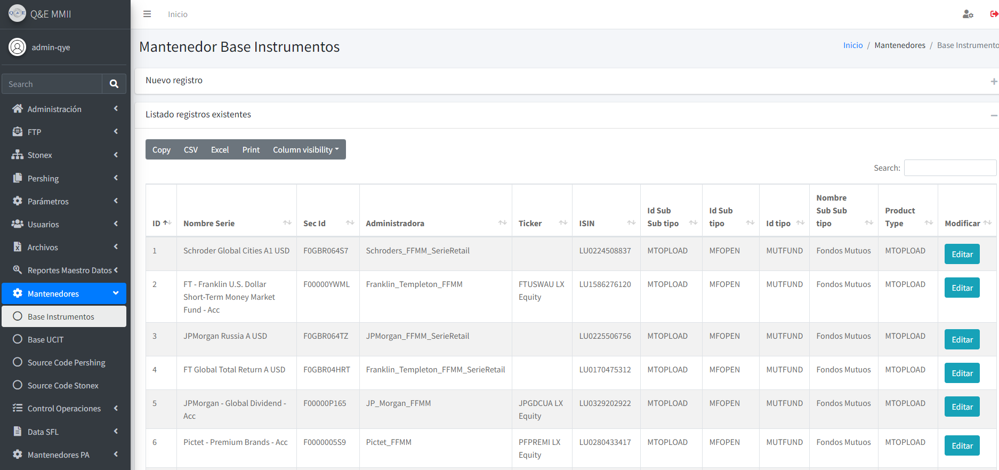 Q&E
Q&E MMII
Inicio
admin-qye
Search
Administración
FTP
Stonex
Pershing
Parámetros
Usuarios
Archivos
Reportes Maestro Datos
Mantenedores
Base Instrumentos
Base UCIT
Source Code Pershing
Source Code Stonex
Control Operaciones
Data SFL
Mantenedores PA
Mantenedor Base Instrumentos
Inicio / Mantenedores / Base Instrumento
Nuevo registro
Listado registros existentes
Copy CSV Excel Print Column visibility
Search:
ID Nombre Serie Sec Id Administradora Ticker ISIN Id Sub Sub tipo Id Sub tipo Id tipo Nombre Sub Sub tipo Product Type Modificar
1 Schroder Global Cities A1 USD F0GBR064S7 Schroders_FFMM_SerieRetail LU0224508837 MTOPLOAD MFOPEN MUTFUND Fondos Mutuos MTOPLOAD Editar
2 FT - Franklin U.S. Dollar Short-Term Money Market Fund - Acc F00000YWML Franklin_Templeton_FFMM FTUSWAU LX Equity LU1586276120 MTOPLOAD MFOPEN MUTFUND Fondos Mutuos MTOPLOAD Editar
3 JPMorgan Russia A USD F0GBR064TZ JPMorgan_FFMM_SerieRetail LU0225506756 MTOPLOAD MFOPEN MUTFUND Fondos Mutuos MTOPLOAD Editar
4 FT Global Total Return A USD F0GBR04HRT Franklin_Templeton_FFMM_SerieRetail LU0170475312 MTOPLOAD MFOPEN MUTFUND Fondos Mutuos MTOPLOAD Editar
5 JPMorgan - Global Dividend - Acc F00000P165 JP_Morgan_FFMM JPGDCUA LX Equity LU0329202922 MTOPLOAD MFOPEN MUTFUND Fondos Mutuos MTOPLOAD Editar
6 Pictet - Premium Brands - Acc F0000005S9 Pictet_FFMM PFPREMI LX Equity LU0280433417 MTOPLOAD MFOPEN MUTFUND Fondos Mutuos MTOPLOAD Editar